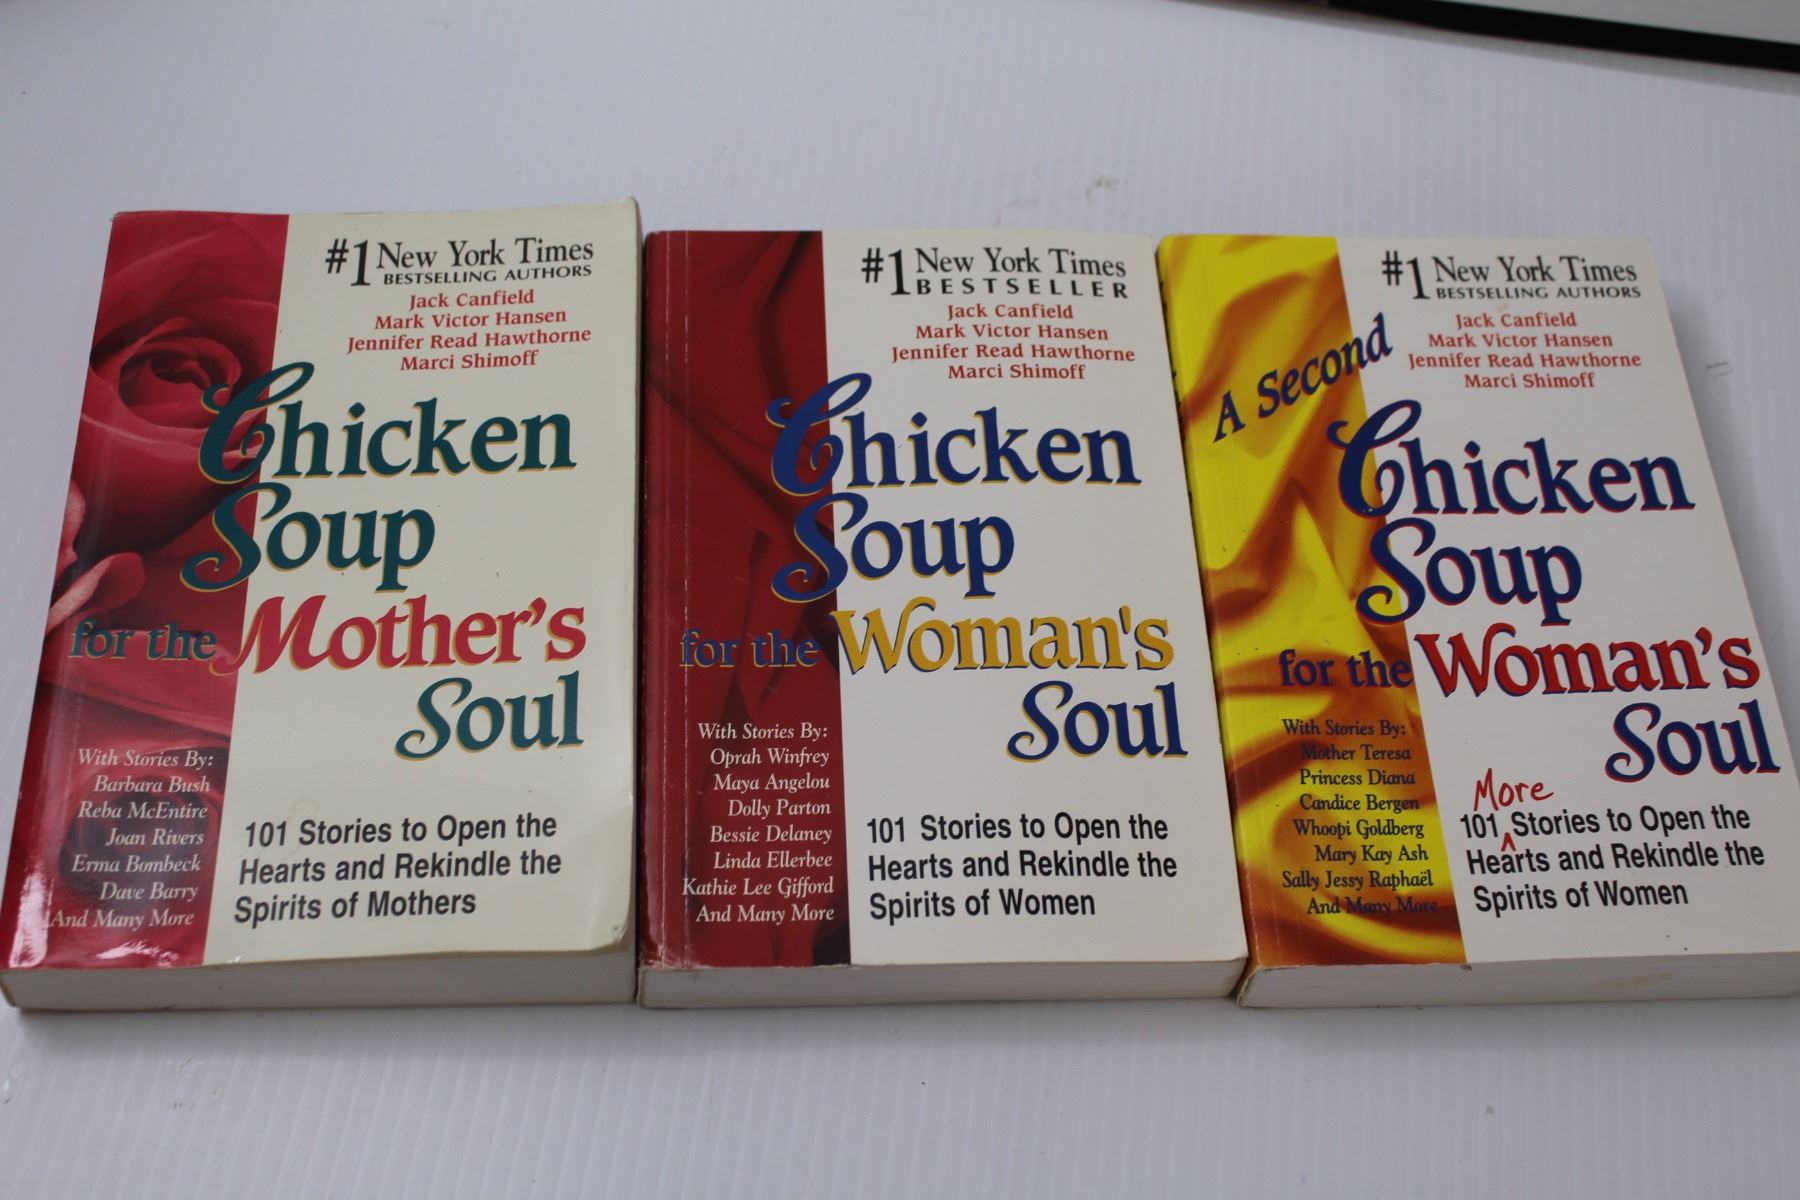 #1 New York Times
BESTSELLING AUTHORS
Jack Canfield
Mark Victor Hansen
Jennifer Read Hawthorne
Marci Shimoff
Chicken
Soup
for the Mother's
Soul
With Stories By:
Barbara Bush
Reba McEntire
Joan Rivers
Erma Bombeck
Dave Barry
And Many More
101 Stories to Open the
Hearts and Rekindle the
Spirits of Mothers
#1 New York Times
BESTSELLER
Jack Canfield
Mark Victor Hansen
Jennifer Read Hawthorne
Marci Shimoff
Chicken
Soup
for the Woman's
Soul
With Stories By:
Oprah Winfrey
Maya Angelou
Dolly Parton
Bessie Delaney
Linda Ellerbee
Kathie Lee Gifford
And Many More
101 Stories to Open the
Hearts and Rekindle the
Spirits of Women
#1 New York Times
BESTSELLING AUTHORS
Jack Canfield
Mark Victor Hansen
Jennifer Read Hawthorne
Marci Shimoff
A Second
Chicken
Soup
for the Woman's
Soul
With Stories By:
Mother Teresa
Princess Diana
Candice Bergen
Whoopi Goldberg
Mary Kay Ash
Sally Jessy Raphaël
And Many More
More
101 Stories to Open the
Hearts and Rekindle the
Spirits of Women